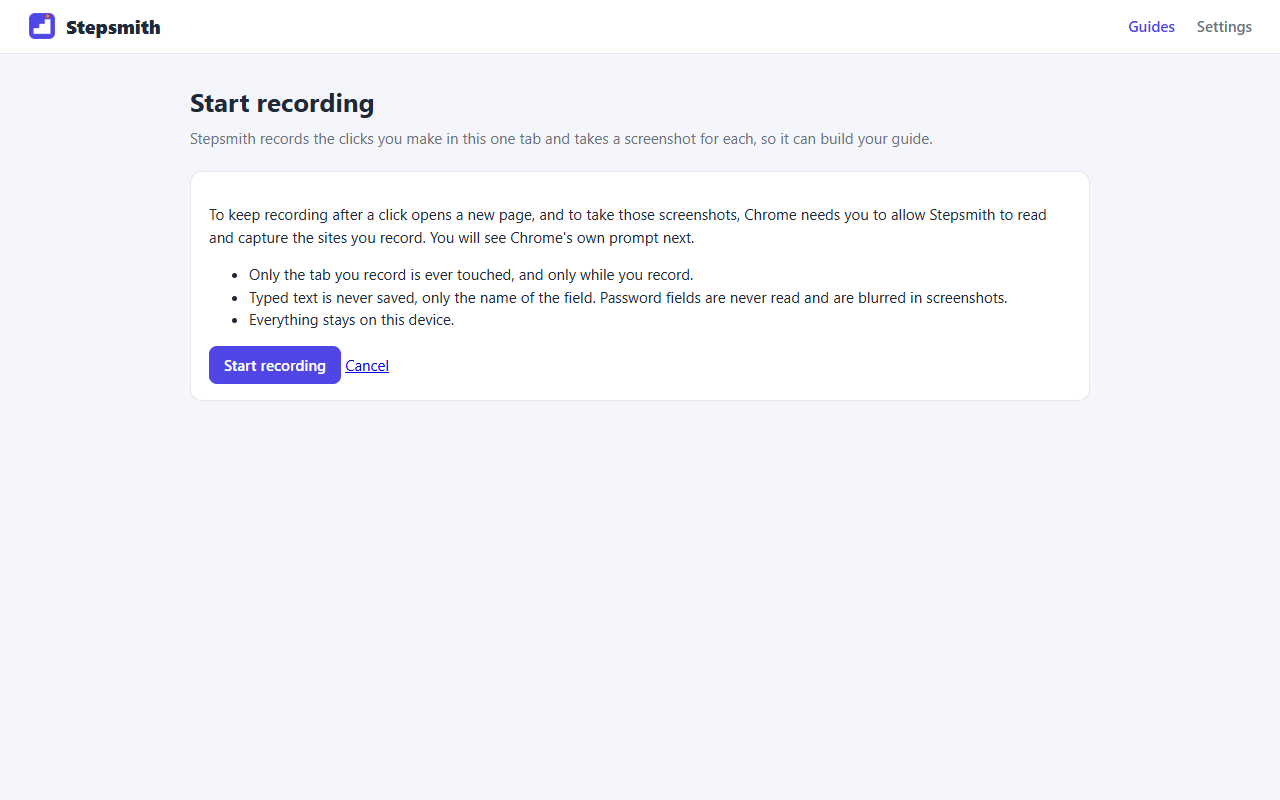 Stepsmith
Guides
Settings
Start recording
Stepsmith records the clicks you make in this one tab and takes a screenshot for each, so it can build your guide.
To keep recording after a click opens a new page, and to take those screenshots, Chrome needs you to allow Stepsmith to read
and capture the sites you record. You will see Chrome's own prompt next.
• Only the tab you record is ever touched, and only while you record.
• Typed text is never saved, only the name of the field. Password fields are never read and are blurred in screenshots.
• Everything stays on this device.
Start recording
Cancel